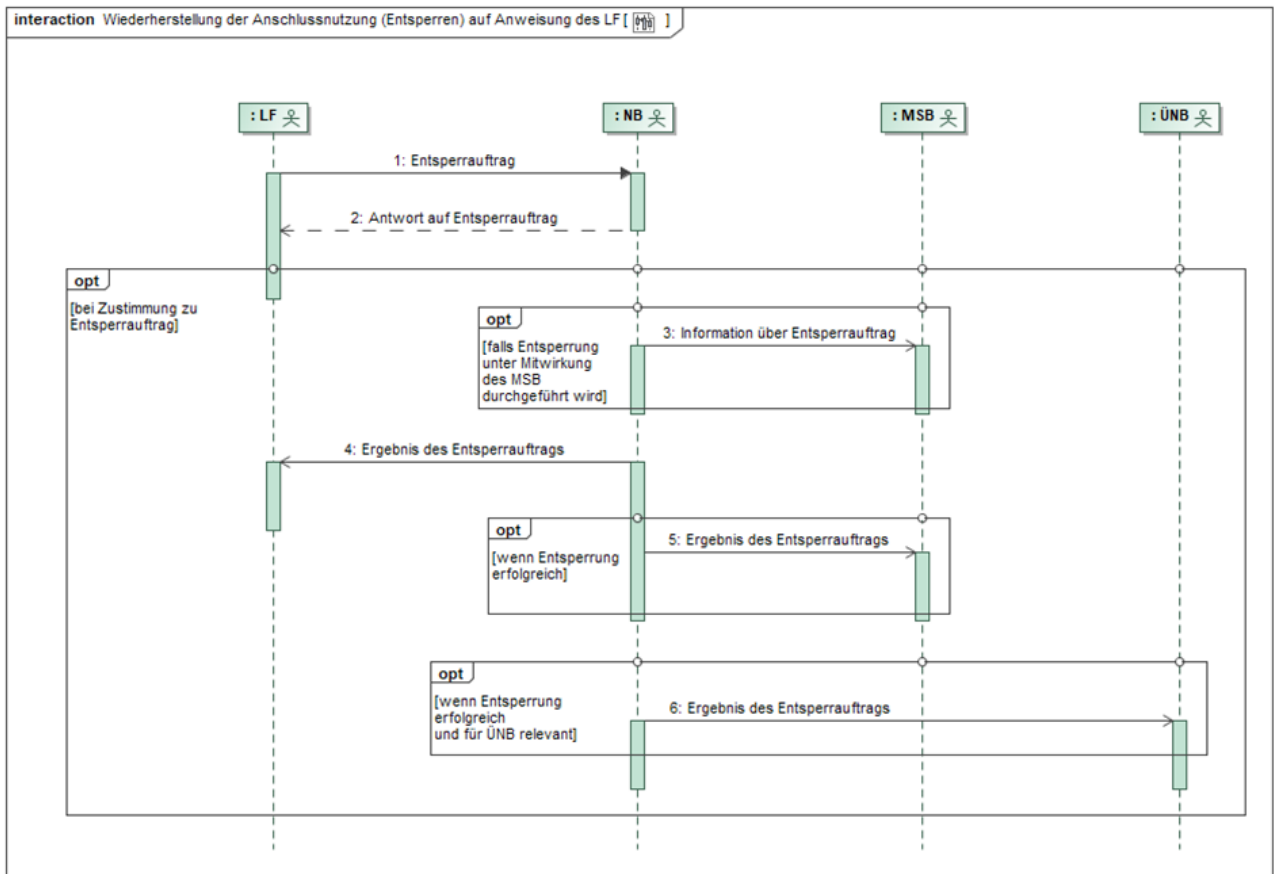 interaction Wiederherstellung der Anschlussnutzung (Entsperren) auf Anweisung des LF [ ]
: LF
: NB
: MSB
: ÜNB
1: Entsperrauftrag
2: Antwort auf Entsperrauftrag
opt
[bei Zustimmung zu
Entsperrauftrag]
opt
[falls Entsperrung
unter Mitwirkung
des MSB
durchgeführt wird]
3: Information über Entsperrauftrag
4: Ergebnis des Entsperrauftrags
opt
[wenn Entsperrung
erfolgreich]
5: Ergebnis des Entsperrauftrags
opt
[wenn Entsperrung
erfolgreich
und für ÜNB relevant]
6: Ergebnis des Entsperrauftrags